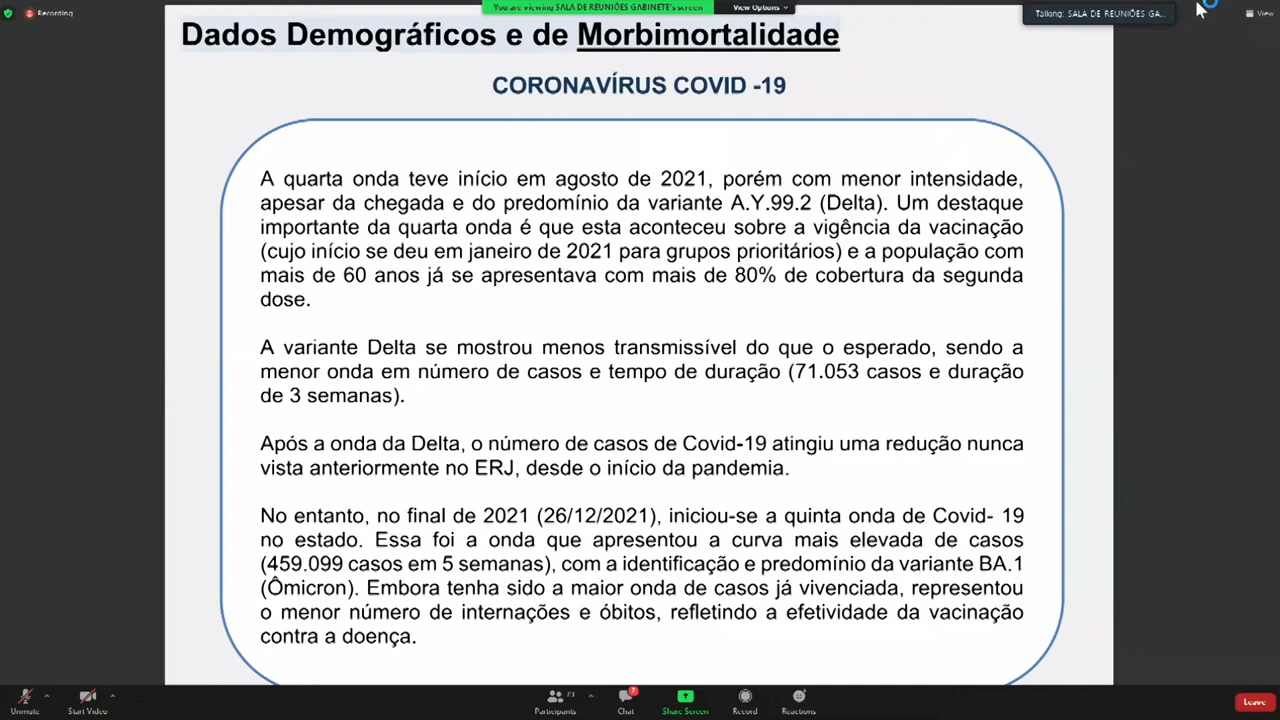 Recording
You are viewing SALA DE REUNIÕES GABINETE's screen
View Options
Talking: SALA DE REUNIÕES GA...
View
Dados Demográficos e de Morbimortalidade
CORONAVÍRUS COVID -19
A quarta onda teve início em agosto de 2021, porém com menor intensidade,
apesar da chegada e do predomínio da variante A.Y.99.2 (Delta). Um destaque
importante da quarta onda é que esta aconteceu sobre a vigência da vacinação
(cujo início se deu em janeiro de 2021 para grupos prioritários) e a população com
mais de 60 anos já se apresentava com mais de 80% de cobertura da segunda
dose.
A variante Delta se mostrou menos transmissível do que o esperado, sendo a
menor onda em número de casos e tempo de duração (71.053 casos e duração
de 3 semanas).
Após a onda da Delta, o número de casos de Covid-19 atingiu uma redução nunca
vista anteriormente no ERJ, desde o início da pandemia.
No entanto, no final de 2021 (26/12/2021), iniciou-se a quinta onda de Covid- 19
no estado. Essa foi a onda que apresentou a curva mais elevada de casos
(459.099 casos em 5 semanas), com a identificação e predomínio da variante BA.1
(Ômicron). Embora tenha sido a maior onda de casos já vivenciada, representou
o menor número de internações e óbitos, refletindo a efetividade da vacinação
contra a doença.
Unmute
Start Video
Participants
7
Chat
Share Screen
Record
Reactions
Leave